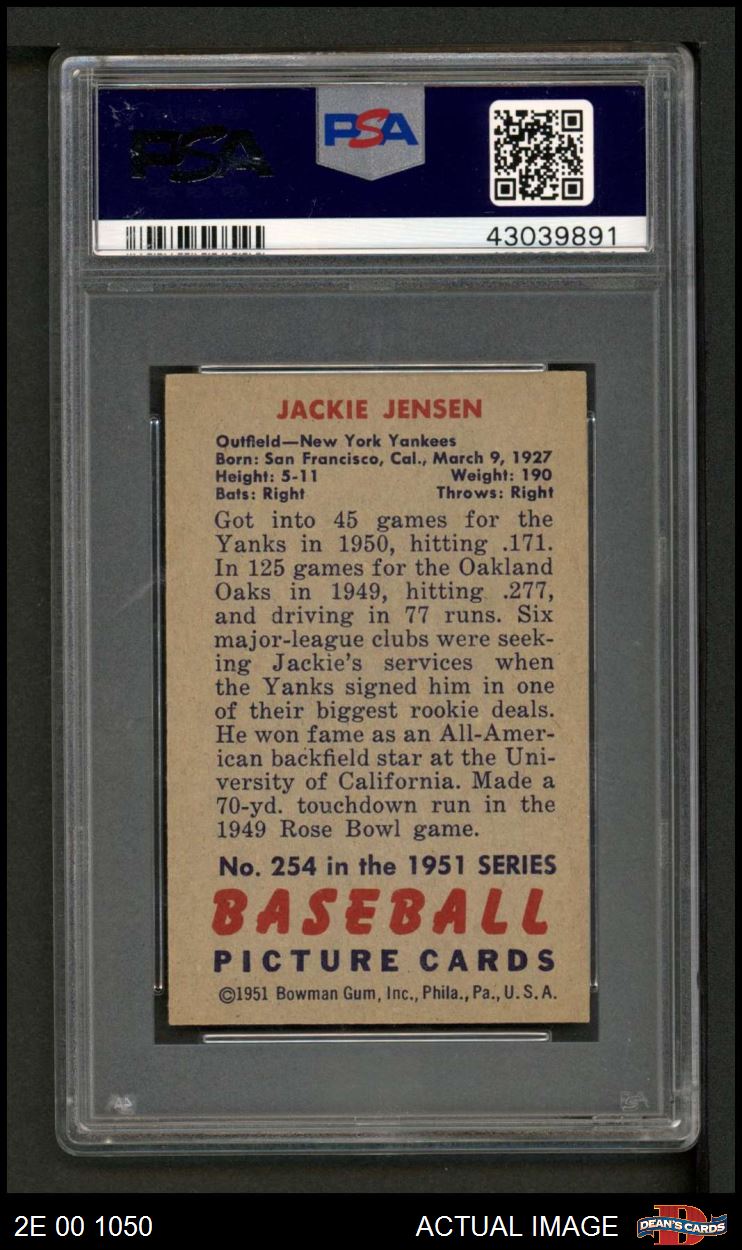 PSA
PSA
43039891
JACKIE JENSEN
Outfield—New York Yankees
Born: San Francisco, Cal., March 9, 1927
Height: 5-11 Weight: 190
Bats: Right Throws: Right
Got into 45 games for the
Yanks in 1950, hitting .171.
In 125 games for the Oakland
Oaks in 1949, hitting .277,
and driving in 77 runs. Six
major-league clubs were seek-
ing Jackie's services when
the Yanks signed him in one
of their biggest rookie deals.
He won fame as an All-Amer-
ican backfield star at the Uni-
versity of California. Made a
70-yd. touchdown run in the
1949 Rose Bowl game.
No. 254 in the 1951 SERIES
BASEBALL
PICTURE CARDS
©1951 Bowman Gum, Inc., Phila., Pa., U.S.A.
2E 00 1050
ACTUAL IMAGE
DEAN'S CARDS